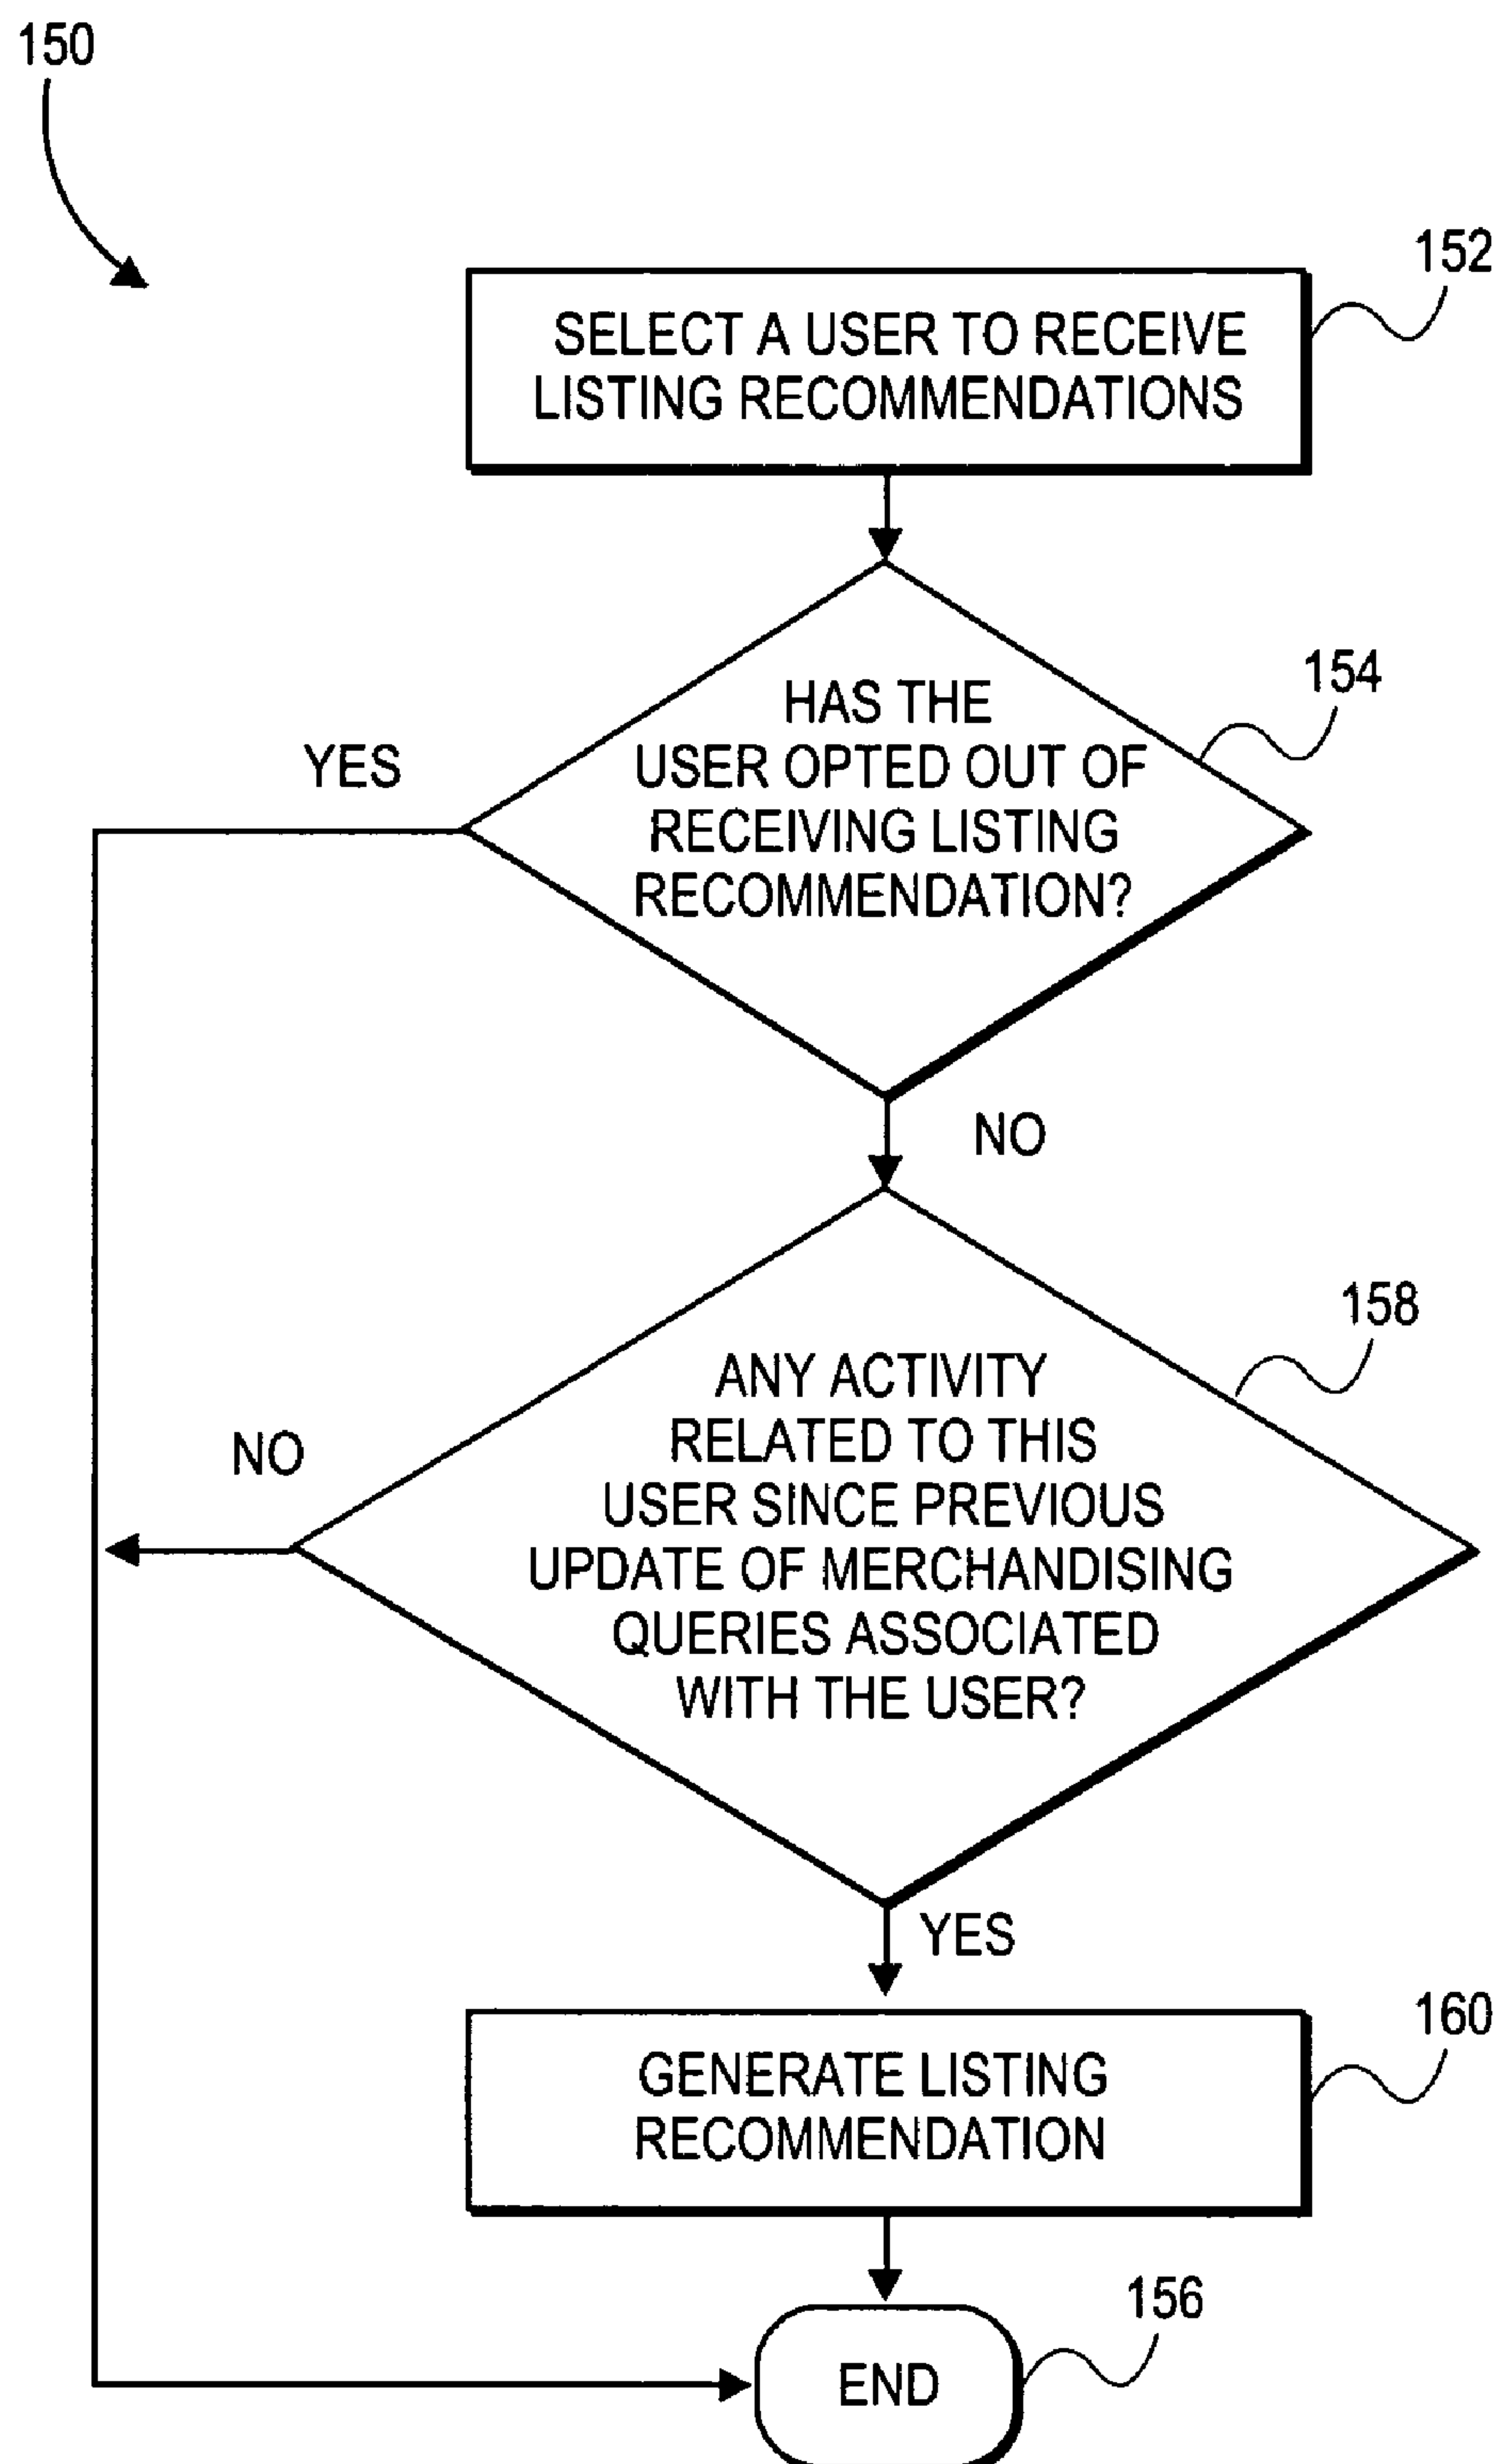 150
152
SELECT A USER TO RECEIVE
LISTING RECOMMENDATIONS
154
HAS THE
USER OPTED OUT OF
RECEIVING LISTING
RECOMMENDATION?
YES
NO
158
ANY ACTIVITY
RELATED TO THIS
USER SINCE PREVIOUS
UPDATE OF MERCHANDISING
QUERIES ASSOCIATED
WITH THE USER?
NO
YES
160
GENERATE LISTING
RECOMMENDATION
156
END